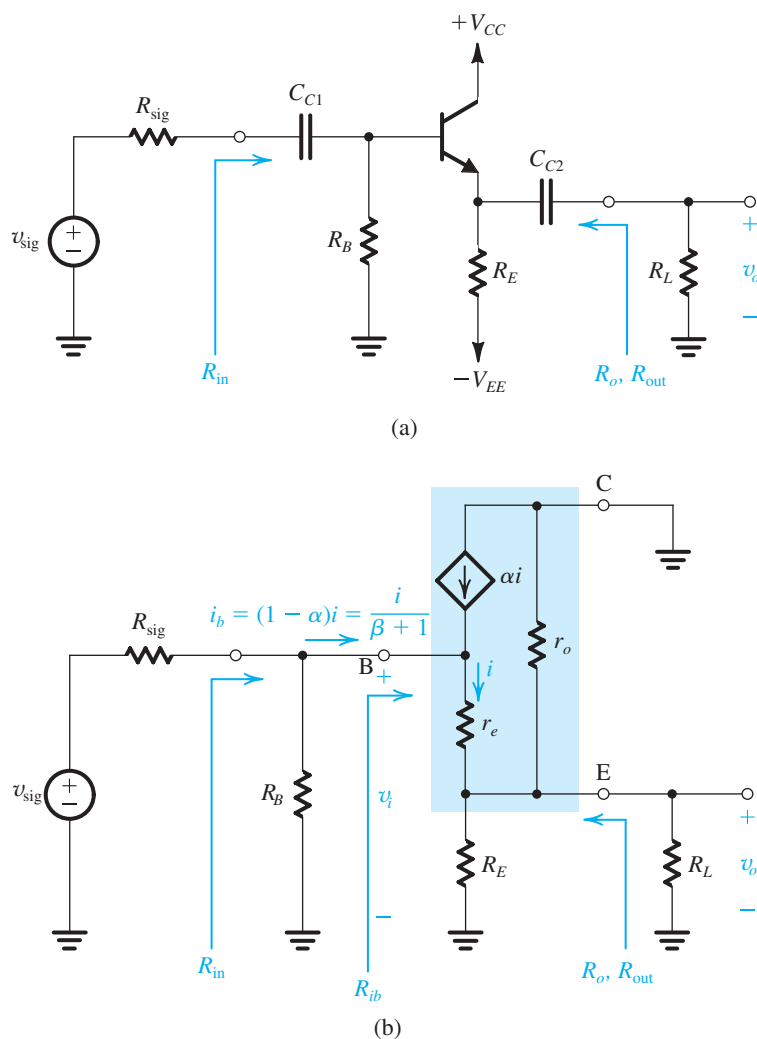 +V_CC
C_C1
R_sig
C_C2
v_sig
+
−
R_B
R_E
R_L
+
v_o
−
R_in
−V_EE
R_o, R_out
(a)
C
αi
i_b = (1 − α)i = i / (β + 1)
R_sig
r_o
B
+
i
r_e
E
v_sig
+
−
R_B
v_i
+
R_E
R_L
v_o
−
−
R_in
R_ib
R_o, R_out
(b)